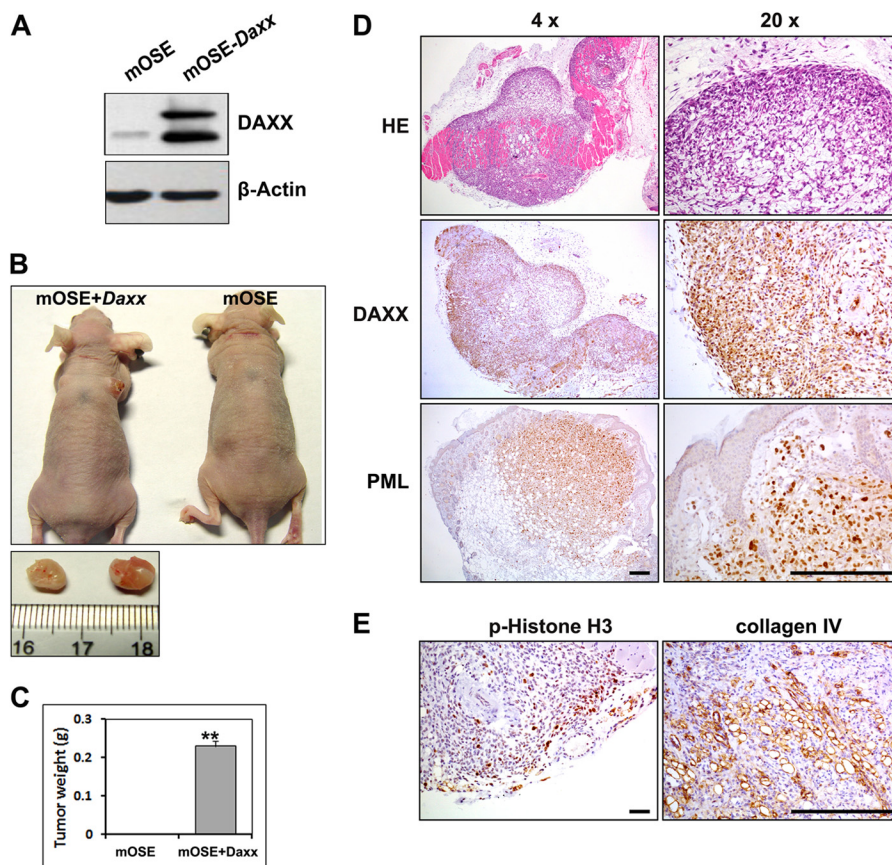 A
mOSE
mOSE-Daxx
DAXX
β-Actin
B
mOSE+Daxx
mOSE
16
17
18
C
Tumor weight (g)
0.3
0.2
0.1
0
**
mOSE
mOSE+Daxx
D
4 x
20 x
HE
DAXX
PML
E
p-Histone H3
collagen IV